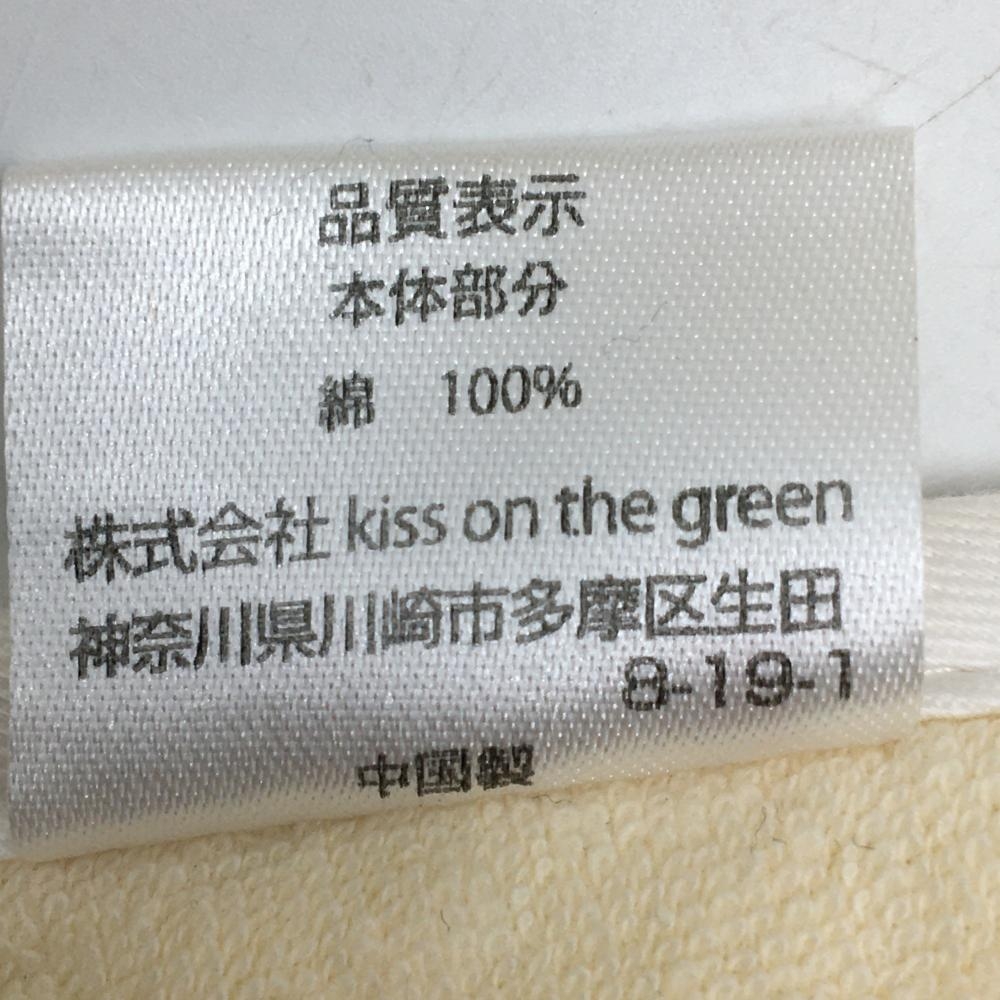 品質表示
本体部分
綿 100%
株式会社 kiss on the green
神奈川県川崎市多摩区生田
8-19-1
中国製